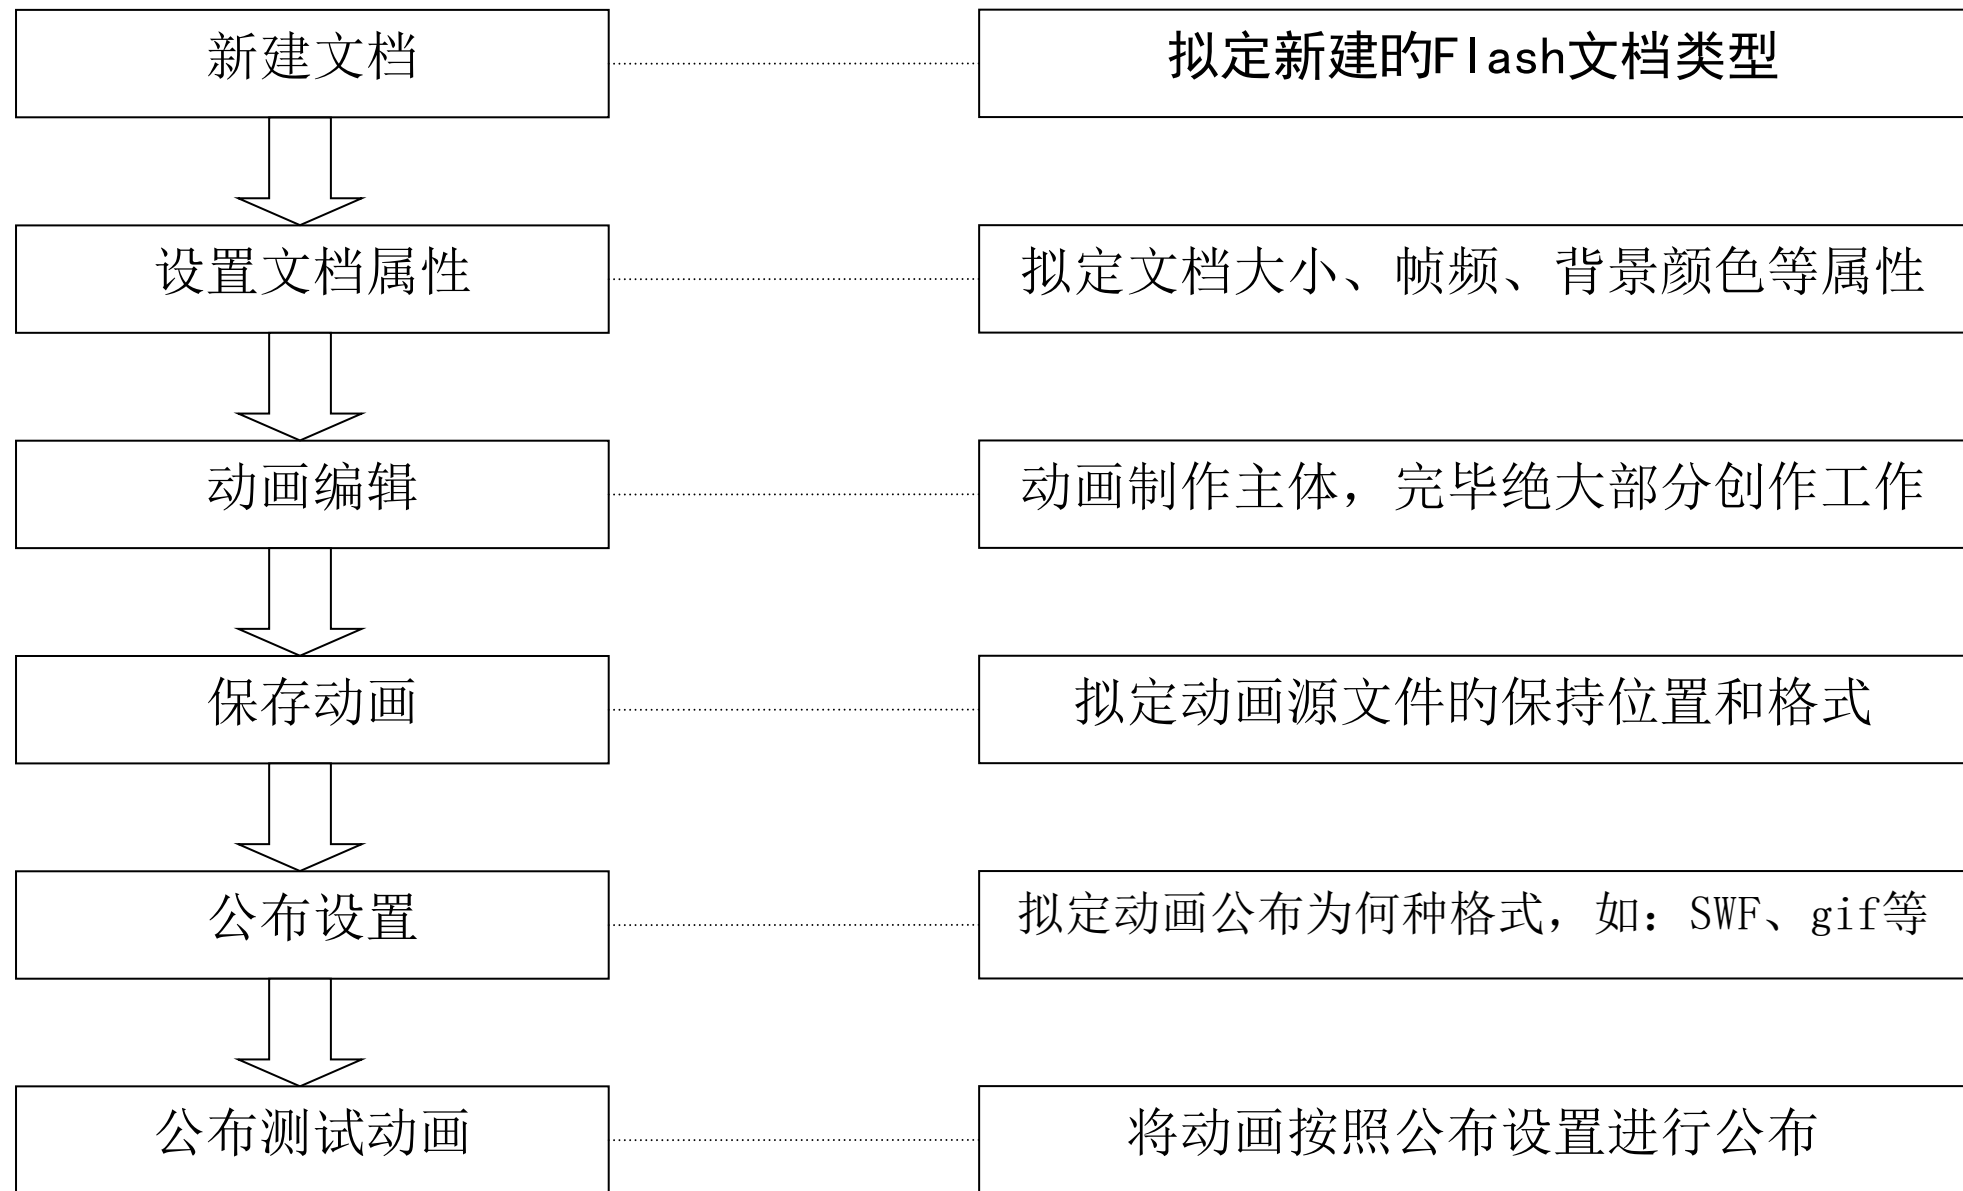 新建文档
拟定新建旳Flash文档类型
设置文档属性
拟定文档大小、帧频、背景颜色等属性
动画编辑
动画制作主体，完毕绝大部分创作工作
保存动画
拟定动画源文件旳保持位置和格式
公布设置
拟定动画公布为何种格式，如：SWF、gif等
公布测试动画
将动画按照公布设置进行公布